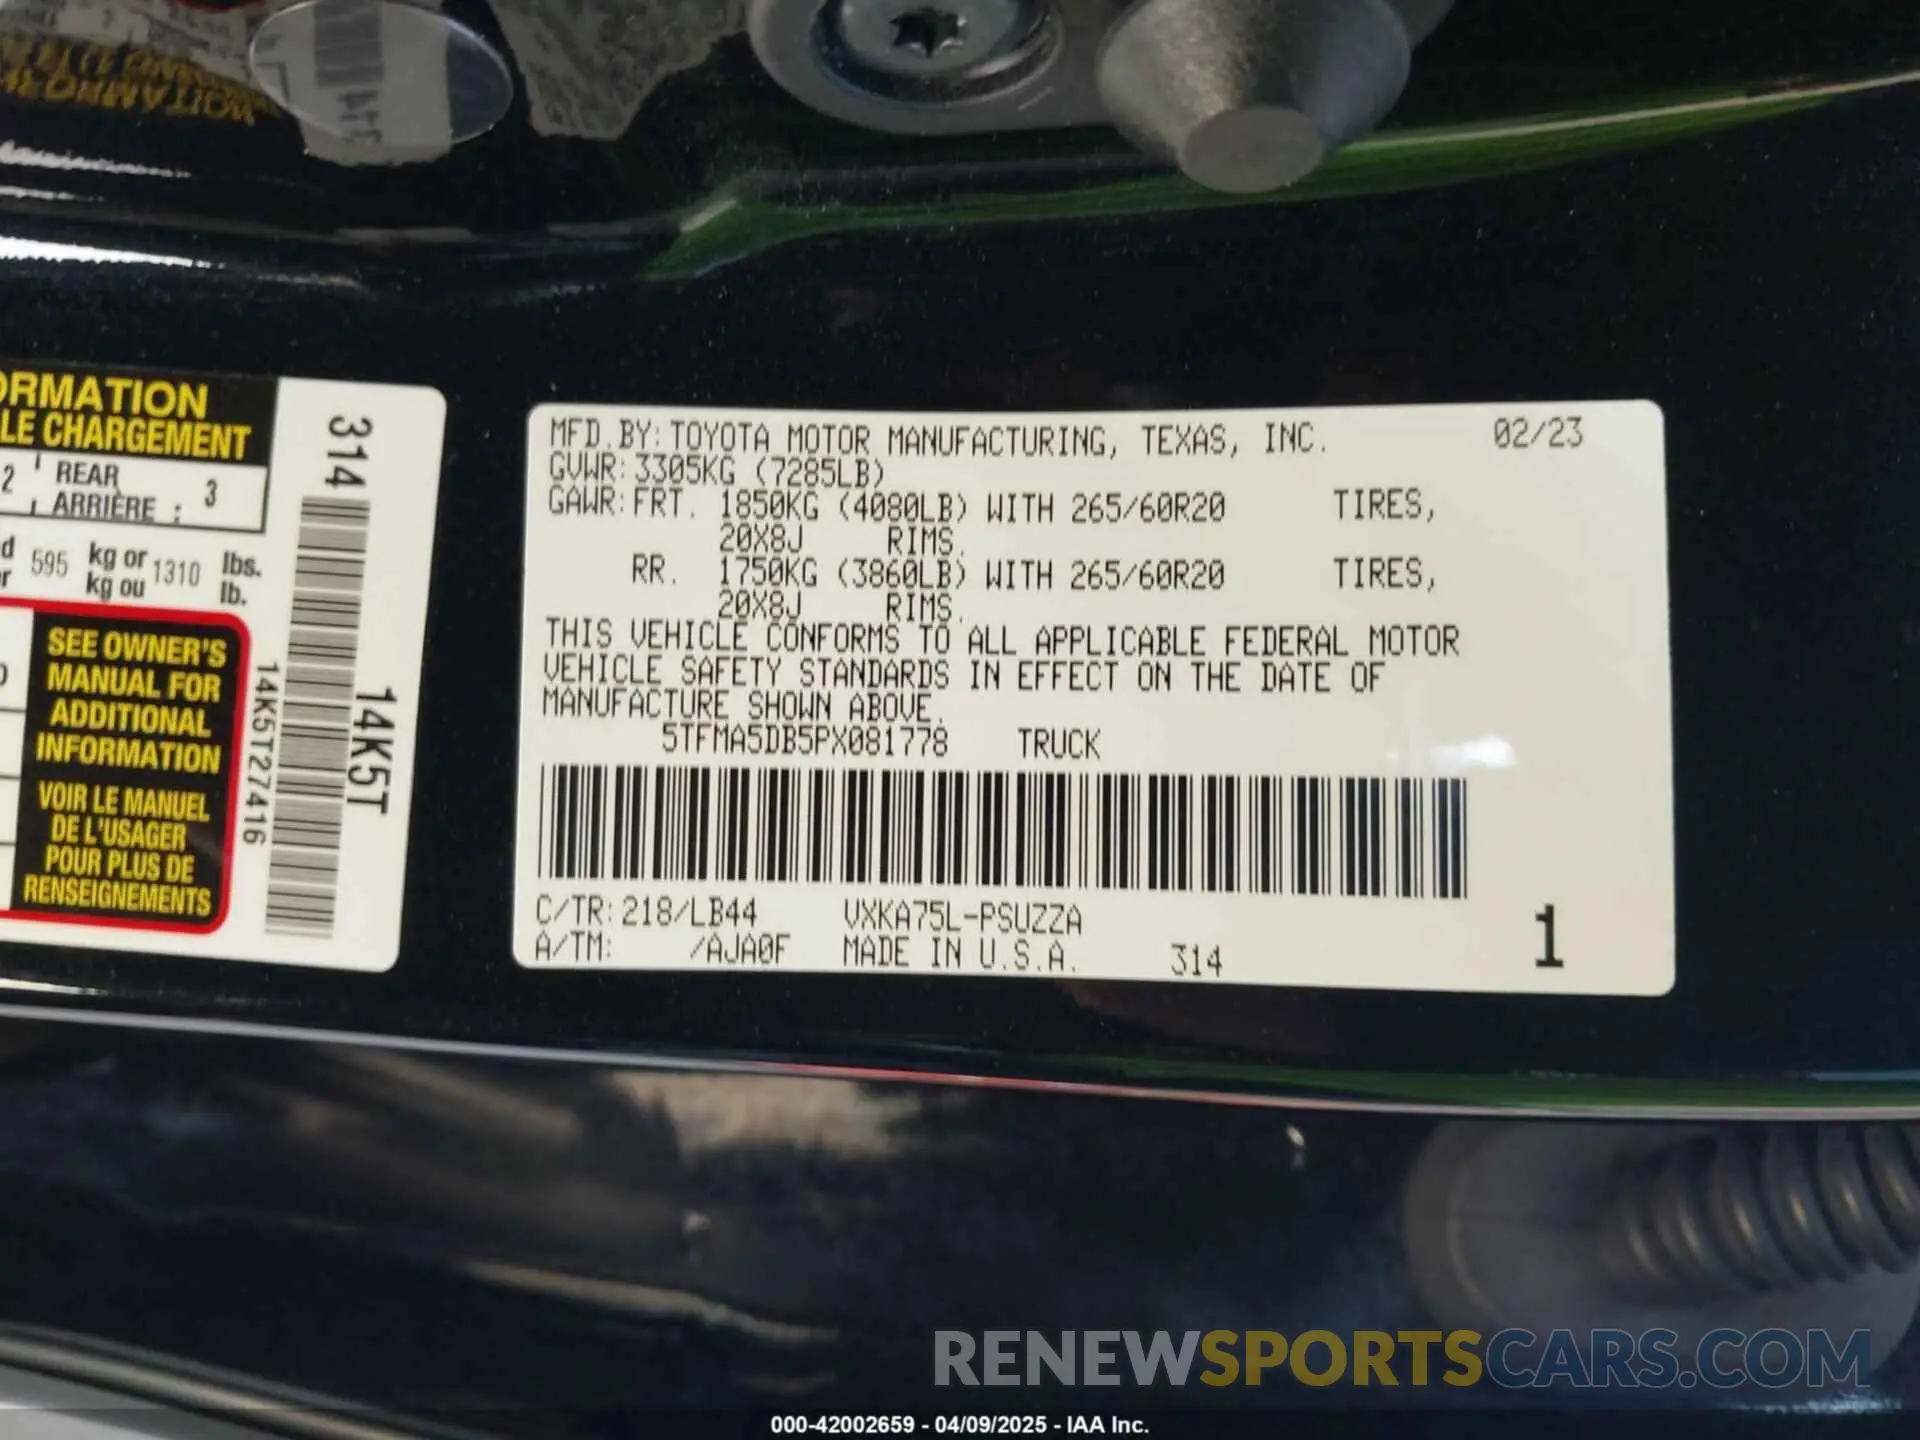 ORMATION
LE CHARGEMENT
2 REAR
ARRIÈRE : 3
595 kg or 1310 lbs.
kg ou lb.
SEE OWNER'S
MANUAL FOR
ADDITIONAL
INFORMATION
VOIR LE MANUEL
DE L'USAGER
POUR PLUS DE
RENSEIGNEMENTS
314
14K5T27416
14K5T
MFD.BY:TOYOTA MOTOR MANUFACTURING, TEXAS, INC. 02/23
GVWR:3305KG (7285LB)
GAWR:FRT. 1850KG (4080LB) WITH 265/60R20 TIRES,
20X8J RIMS.
RR. 1750KG (3860LB) WITH 265/60R20 TIRES,
20X8J RIMS.
THIS VEHICLE CONFORMS TO ALL APPLICABLE FEDERAL MOTOR
VEHICLE SAFETY STANDARDS IN EFFECT ON THE DATE OF
MANUFACTURE SHOWN ABOVE.
5TFMA5DB5PX081778 TRUCK
C/TR:218/LB44 VXKA75L-PSUZZA
A/TM: /AJA0F MADE IN U.S.A. 314
1
RENEWSPORTSCARS.COM
000-42002659 - 04/09/2025 - IAA Inc.